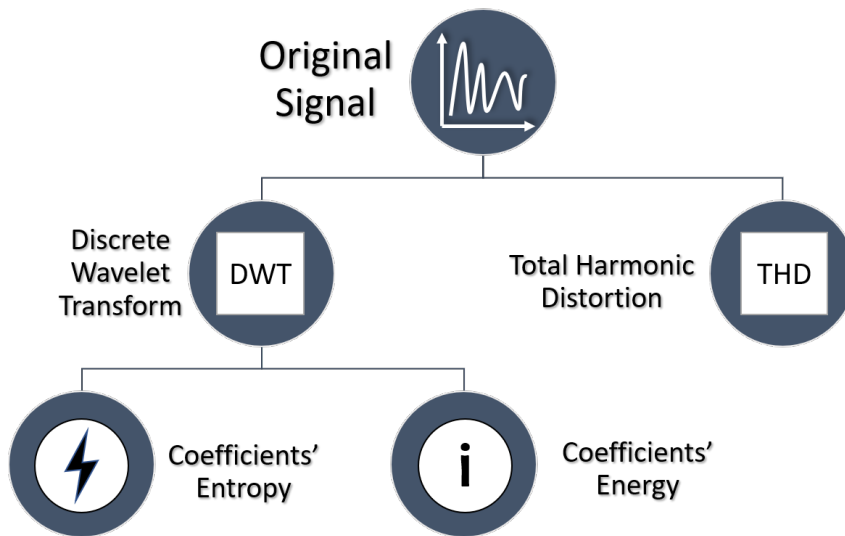 Original
Signal
Discrete
Wavelet
Transform
DWT
Total Harmonic
Distortion
THD
Coefficients’
Entropy
i
Coefficients’
Energy